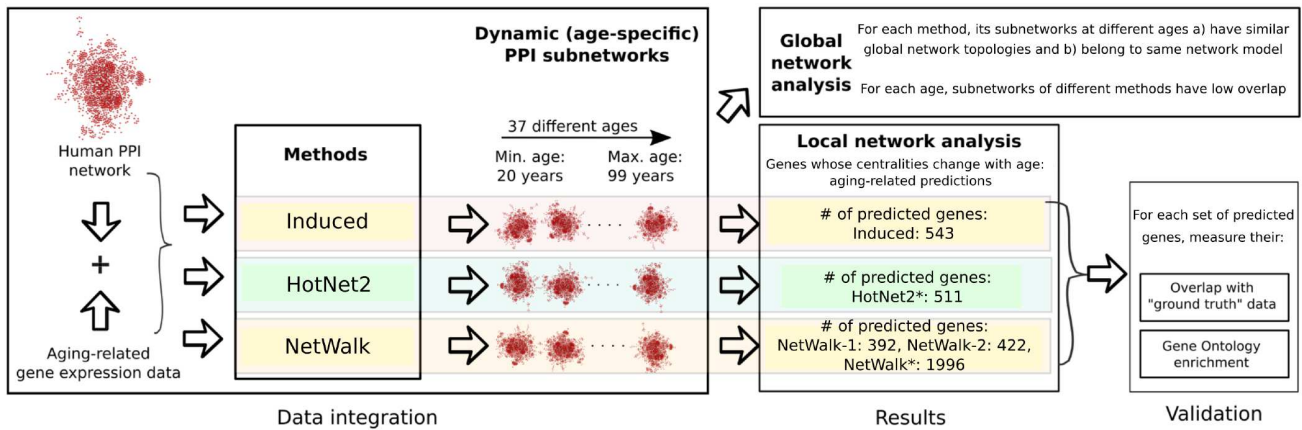 Dynamic (age-specific)
PPI subnetworks
Human PPI
network
+
Aging-related
gene expression data
Methods
Induced
HotNet2
NetWalk
37 different ages
Min. age:
20 years
Max. age:
99 years
Data integration
Global
network
analysis
For each method, its subnetworks at different ages a) have similar
global network topologies and b) belong to same network model
For each age, subnetworks of different methods have low overlap
Local network analysis
Genes whose centralities change with age:
aging-related predictions
# of predicted genes:
Induced: 543
# of predicted genes:
HotNet2*: 511
# of predicted genes:
NetWalk-1: 392, NetWalk-2: 422,
NetWalk*: 1996
Results
For each set of predicted
genes, measure their:
Overlap with
"ground truth" data
Gene Ontology
enrichment
Validation